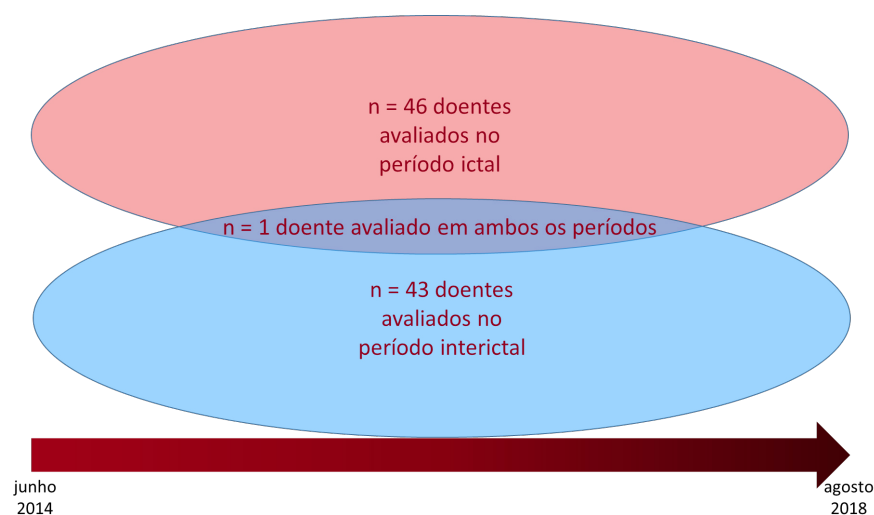 n = 46 doentes
avaliados no
período ictal
n = 1 doente avaliado em ambos os períodos
n = 43 doentes
avaliados no
período interictal
junho
2014
agosto
2018